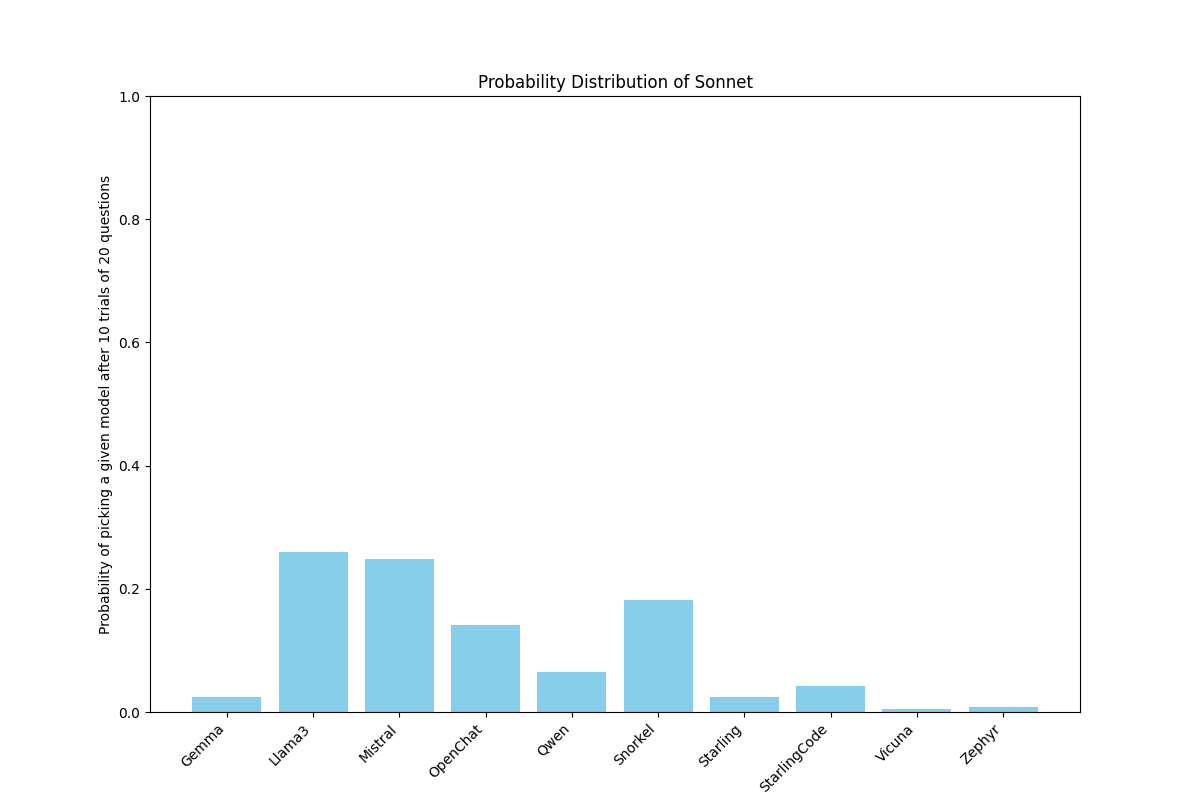 Probability Distribution of Sonnet
Probability of picking a given model after 10 trials of 20 questions
1.0
0.8
0.6
0.4
0.2
0.0
Gemma
Llama3
Mistral
OpenChat
Qwen
Snorkel
Starling
StarlingCode
Vicuna
Zephyr